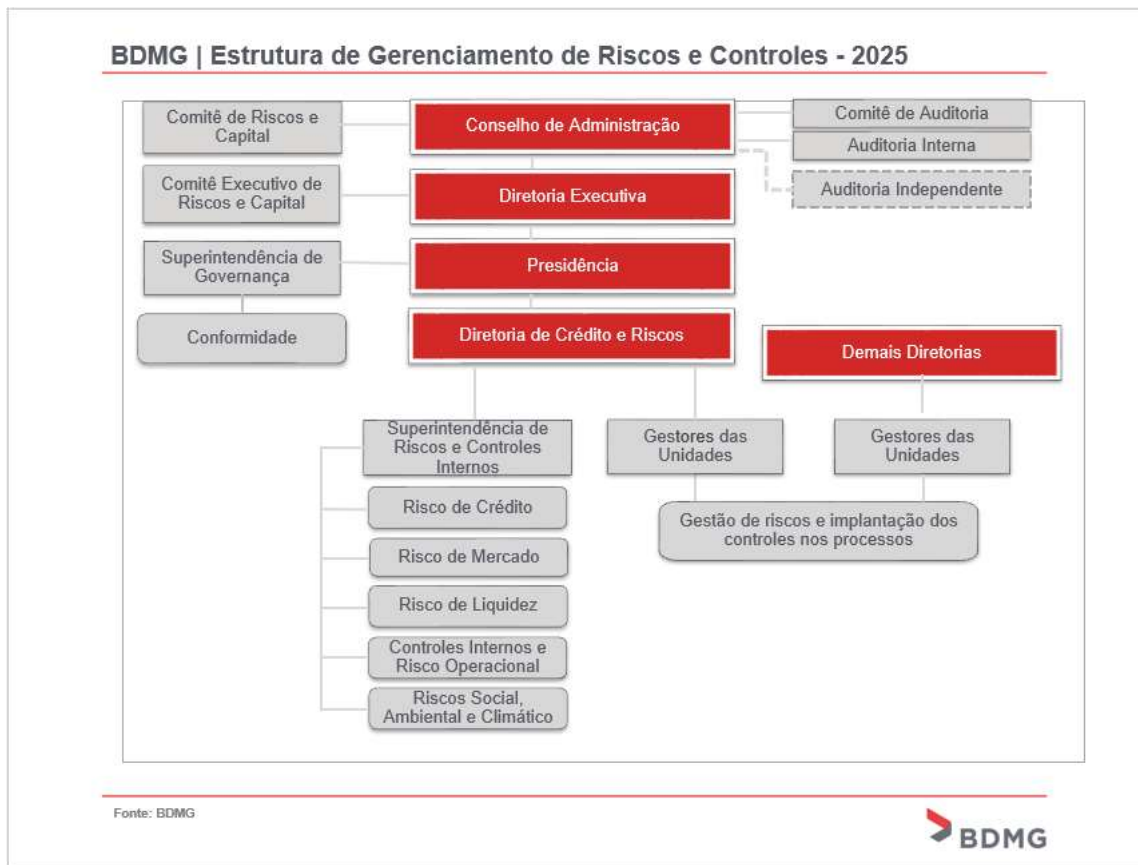 BDMG | Estrutura de Gerenciamento de Riscos e Controles - 2025
Comitê de Riscos e
Capital
Conselho de Administração
Comitê de Auditoria
Auditoria Interna
Auditoria Independente
Comitê Executivo de
Riscos e Capital
Diretoria Executiva
Superintendência de
Governança
Presidência
Conformidade
Diretoria de Crédito e Riscos
Demais Diretorias
Superintendência de
Riscos e Controles
Internos
Gestores das
Unidades
Gestores das
Unidades
Risco de Crédito
Gestão de riscos e implantação dos
controles nos processos
Risco de Mercado
Risco de Liquidez
Controles Internos e
Risco Operacional
Riscos Social,
Ambiental e Climático
Fonte: BDMG
BDMG